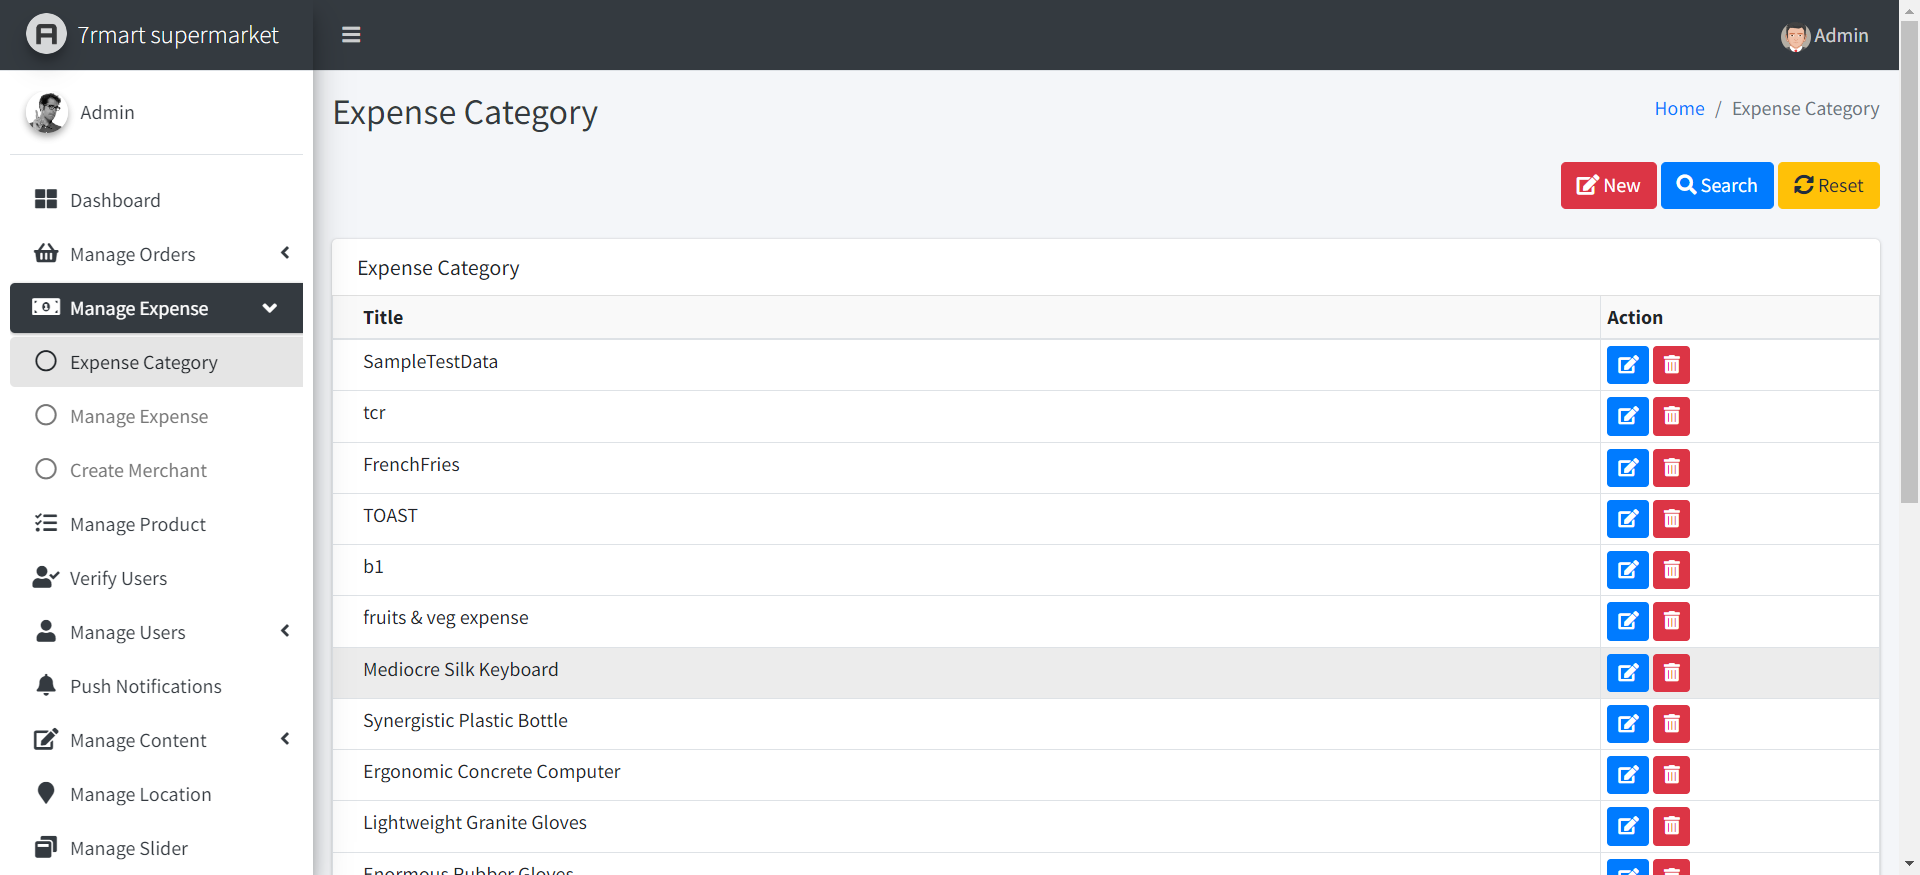 7rmart supermarket
Admin
Admin
Dashboard
Manage Orders
Manage Expense
Expense Category
Manage Expense
Create Merchant
Manage Product
Verify Users
Manage Users
Push Notifications
Manage Content
Manage Location
Manage Slider
Expense Category
Home / Expense Category
New Search Reset
Expense Category
Title Action
SampleTestData
tcr
FrenchFries
TOAST
b1
fruits & veg expense
Mediocre Silk Keyboard
Synergistic Plastic Bottle
Ergonomic Concrete Computer
Lightweight Granite Gloves
Enormous Rubber Gloves